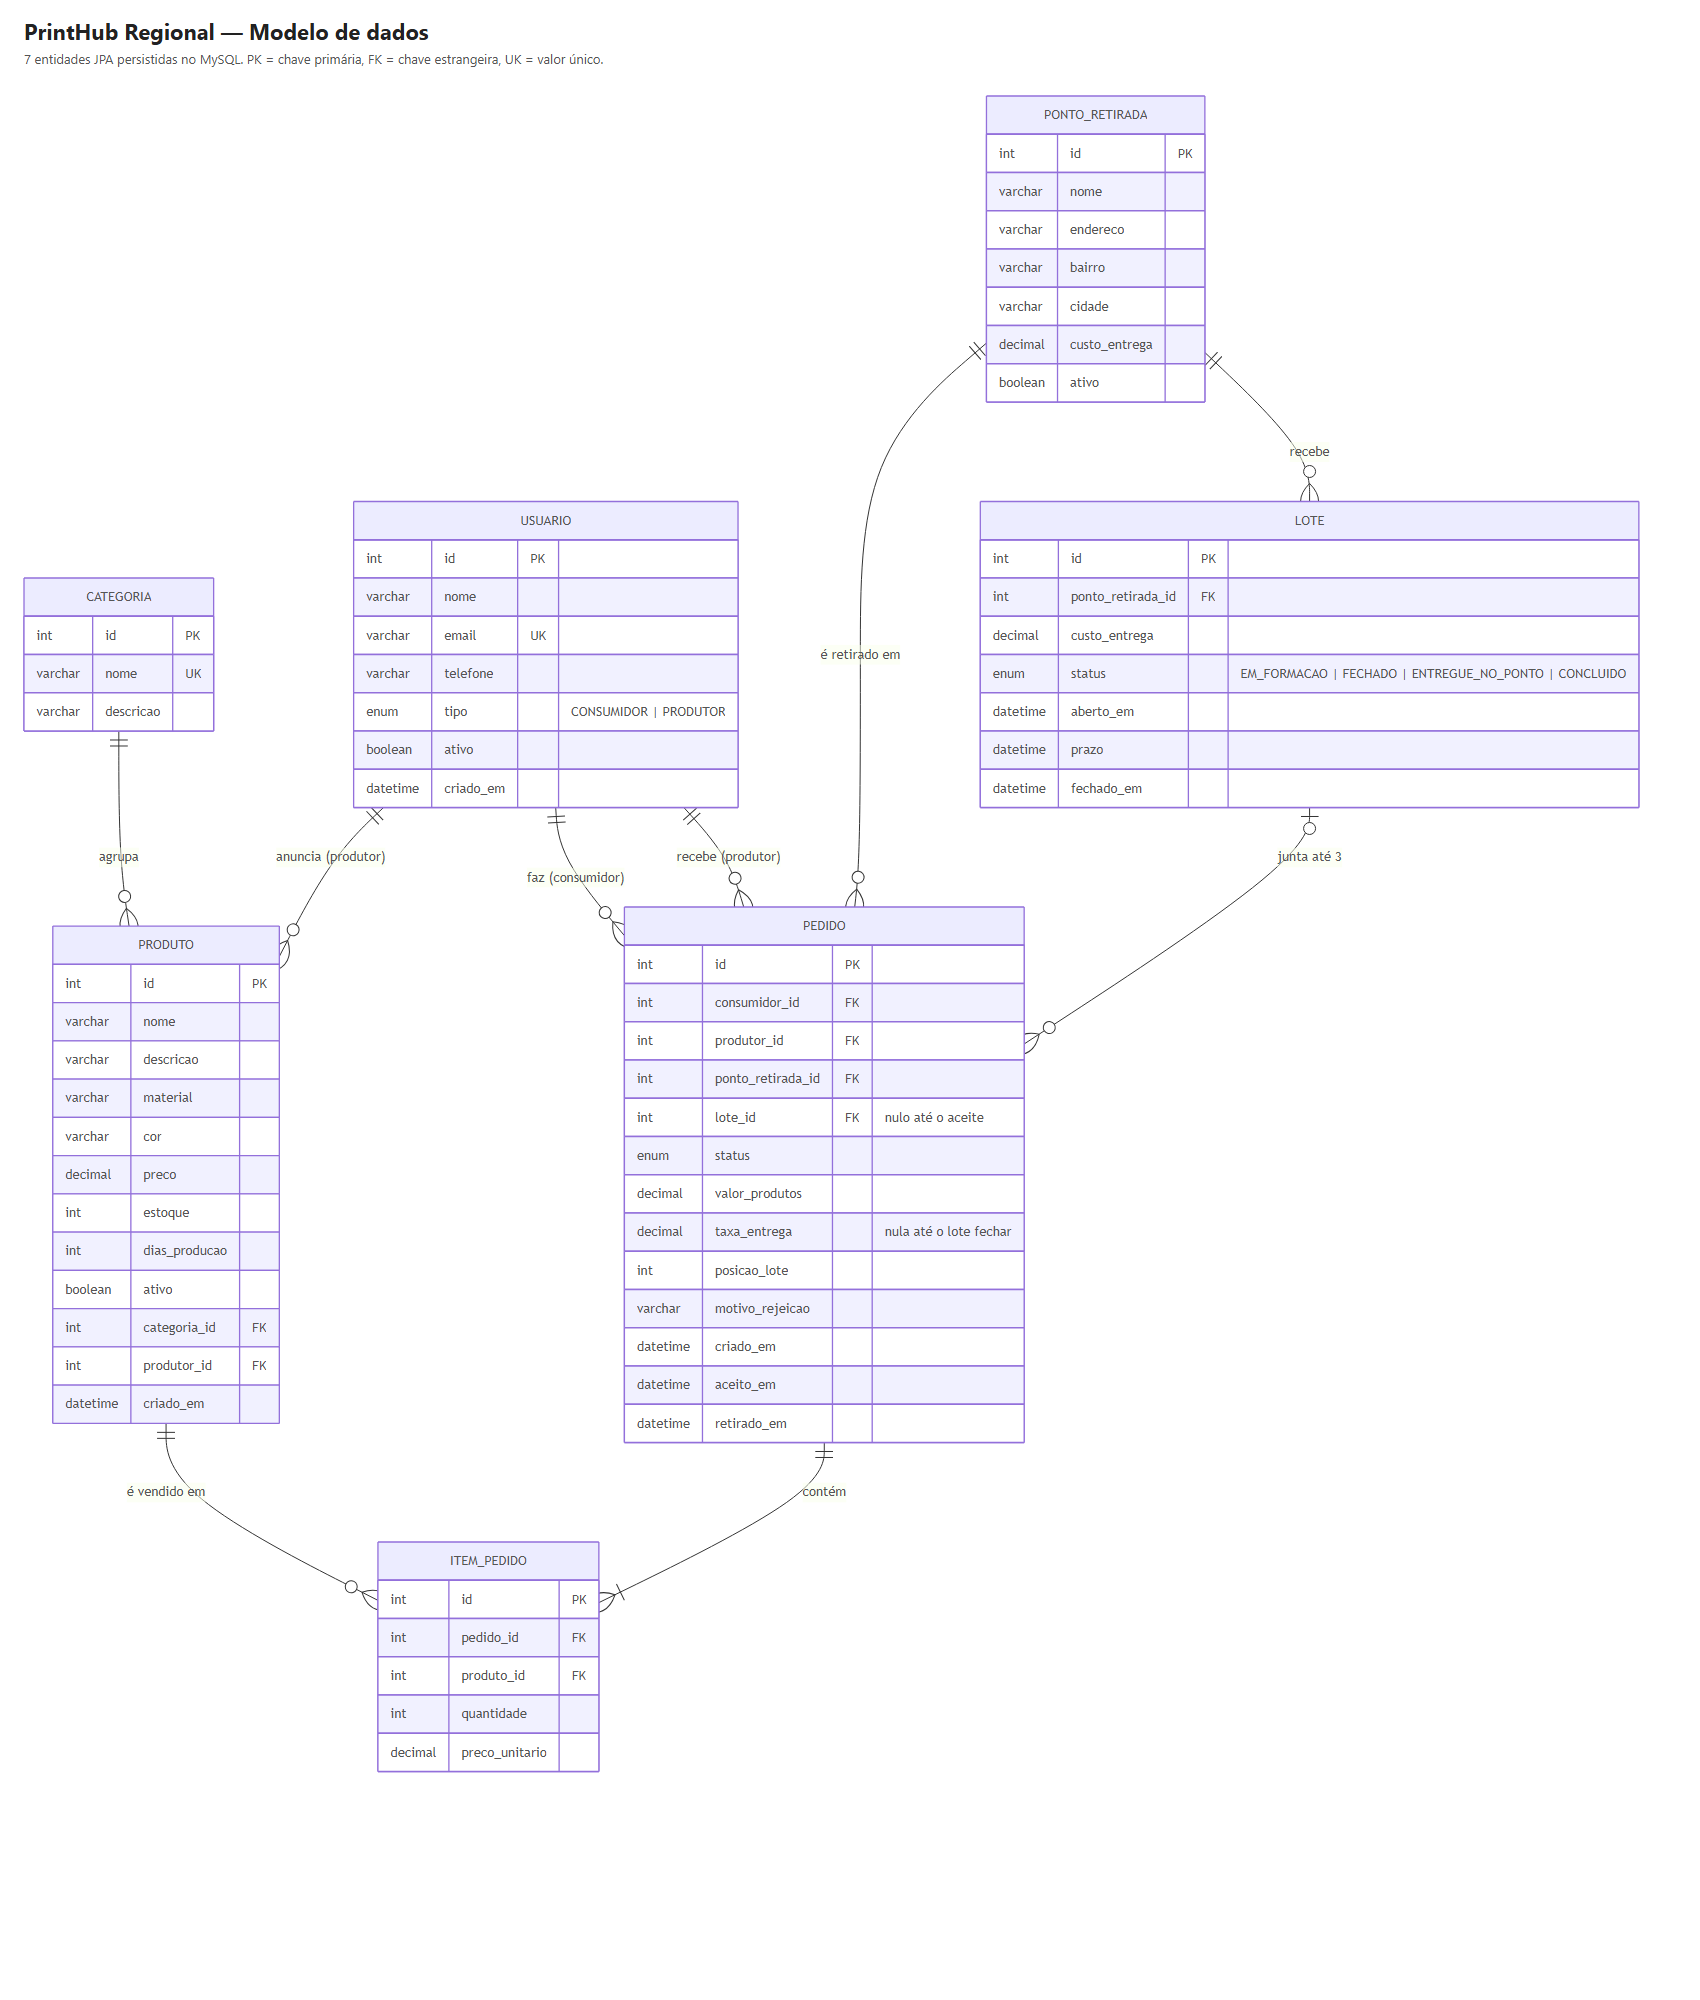 PrintHub Regional — Modelo de dados
7 entidades JPA persistidas no MySQL. PK = chave primária, FK = chave estrangeira, UK = valor único.
PONTO_RETIRADA
int id PK
varchar nome
varchar endereco
varchar bairro
varchar cidade
decimal custo_entrega
boolean ativo
recebe
é retirado em
USUARIO
int id PK
varchar nome
varchar email UK
varchar telefone
enum tipo CONSUMIDOR | PRODUTOR
boolean ativo
datetime criado_em
LOTE
int id PK
int ponto_retirada_id FK
decimal custo_entrega
enum status EM_FORMACAO | FECHADO | ENTREGUE_NO_PONTO | CONCLUIDO
datetime aberto_em
datetime prazo
datetime fechado_em
CATEGORIA
int id PK
varchar nome UK
varchar descricao
agrupa
anuncia (produtor)
faz (consumidor)
recebe (produtor)
junta até 3
PRODUTO
int id PK
varchar nome
varchar descricao
varchar material
varchar cor
decimal preco
int estoque
int dias_producao
boolean ativo
int categoria_id FK
int produtor_id FK
datetime criado_em
PEDIDO
int id PK
int consumidor_id FK
int produtor_id FK
int ponto_retirada_id FK
int lote_id FK nulo até o aceite
enum status
decimal valor_produtos
decimal taxa_entrega nula até o lote fechar
int posicao_lote
varchar motivo_rejeicao
datetime criado_em
datetime aceito_em
datetime retirado_em
é vendido em
contém
ITEM_PEDIDO
int id PK
int pedido_id FK
int produto_id FK
int quantidade
decimal preco_unitario